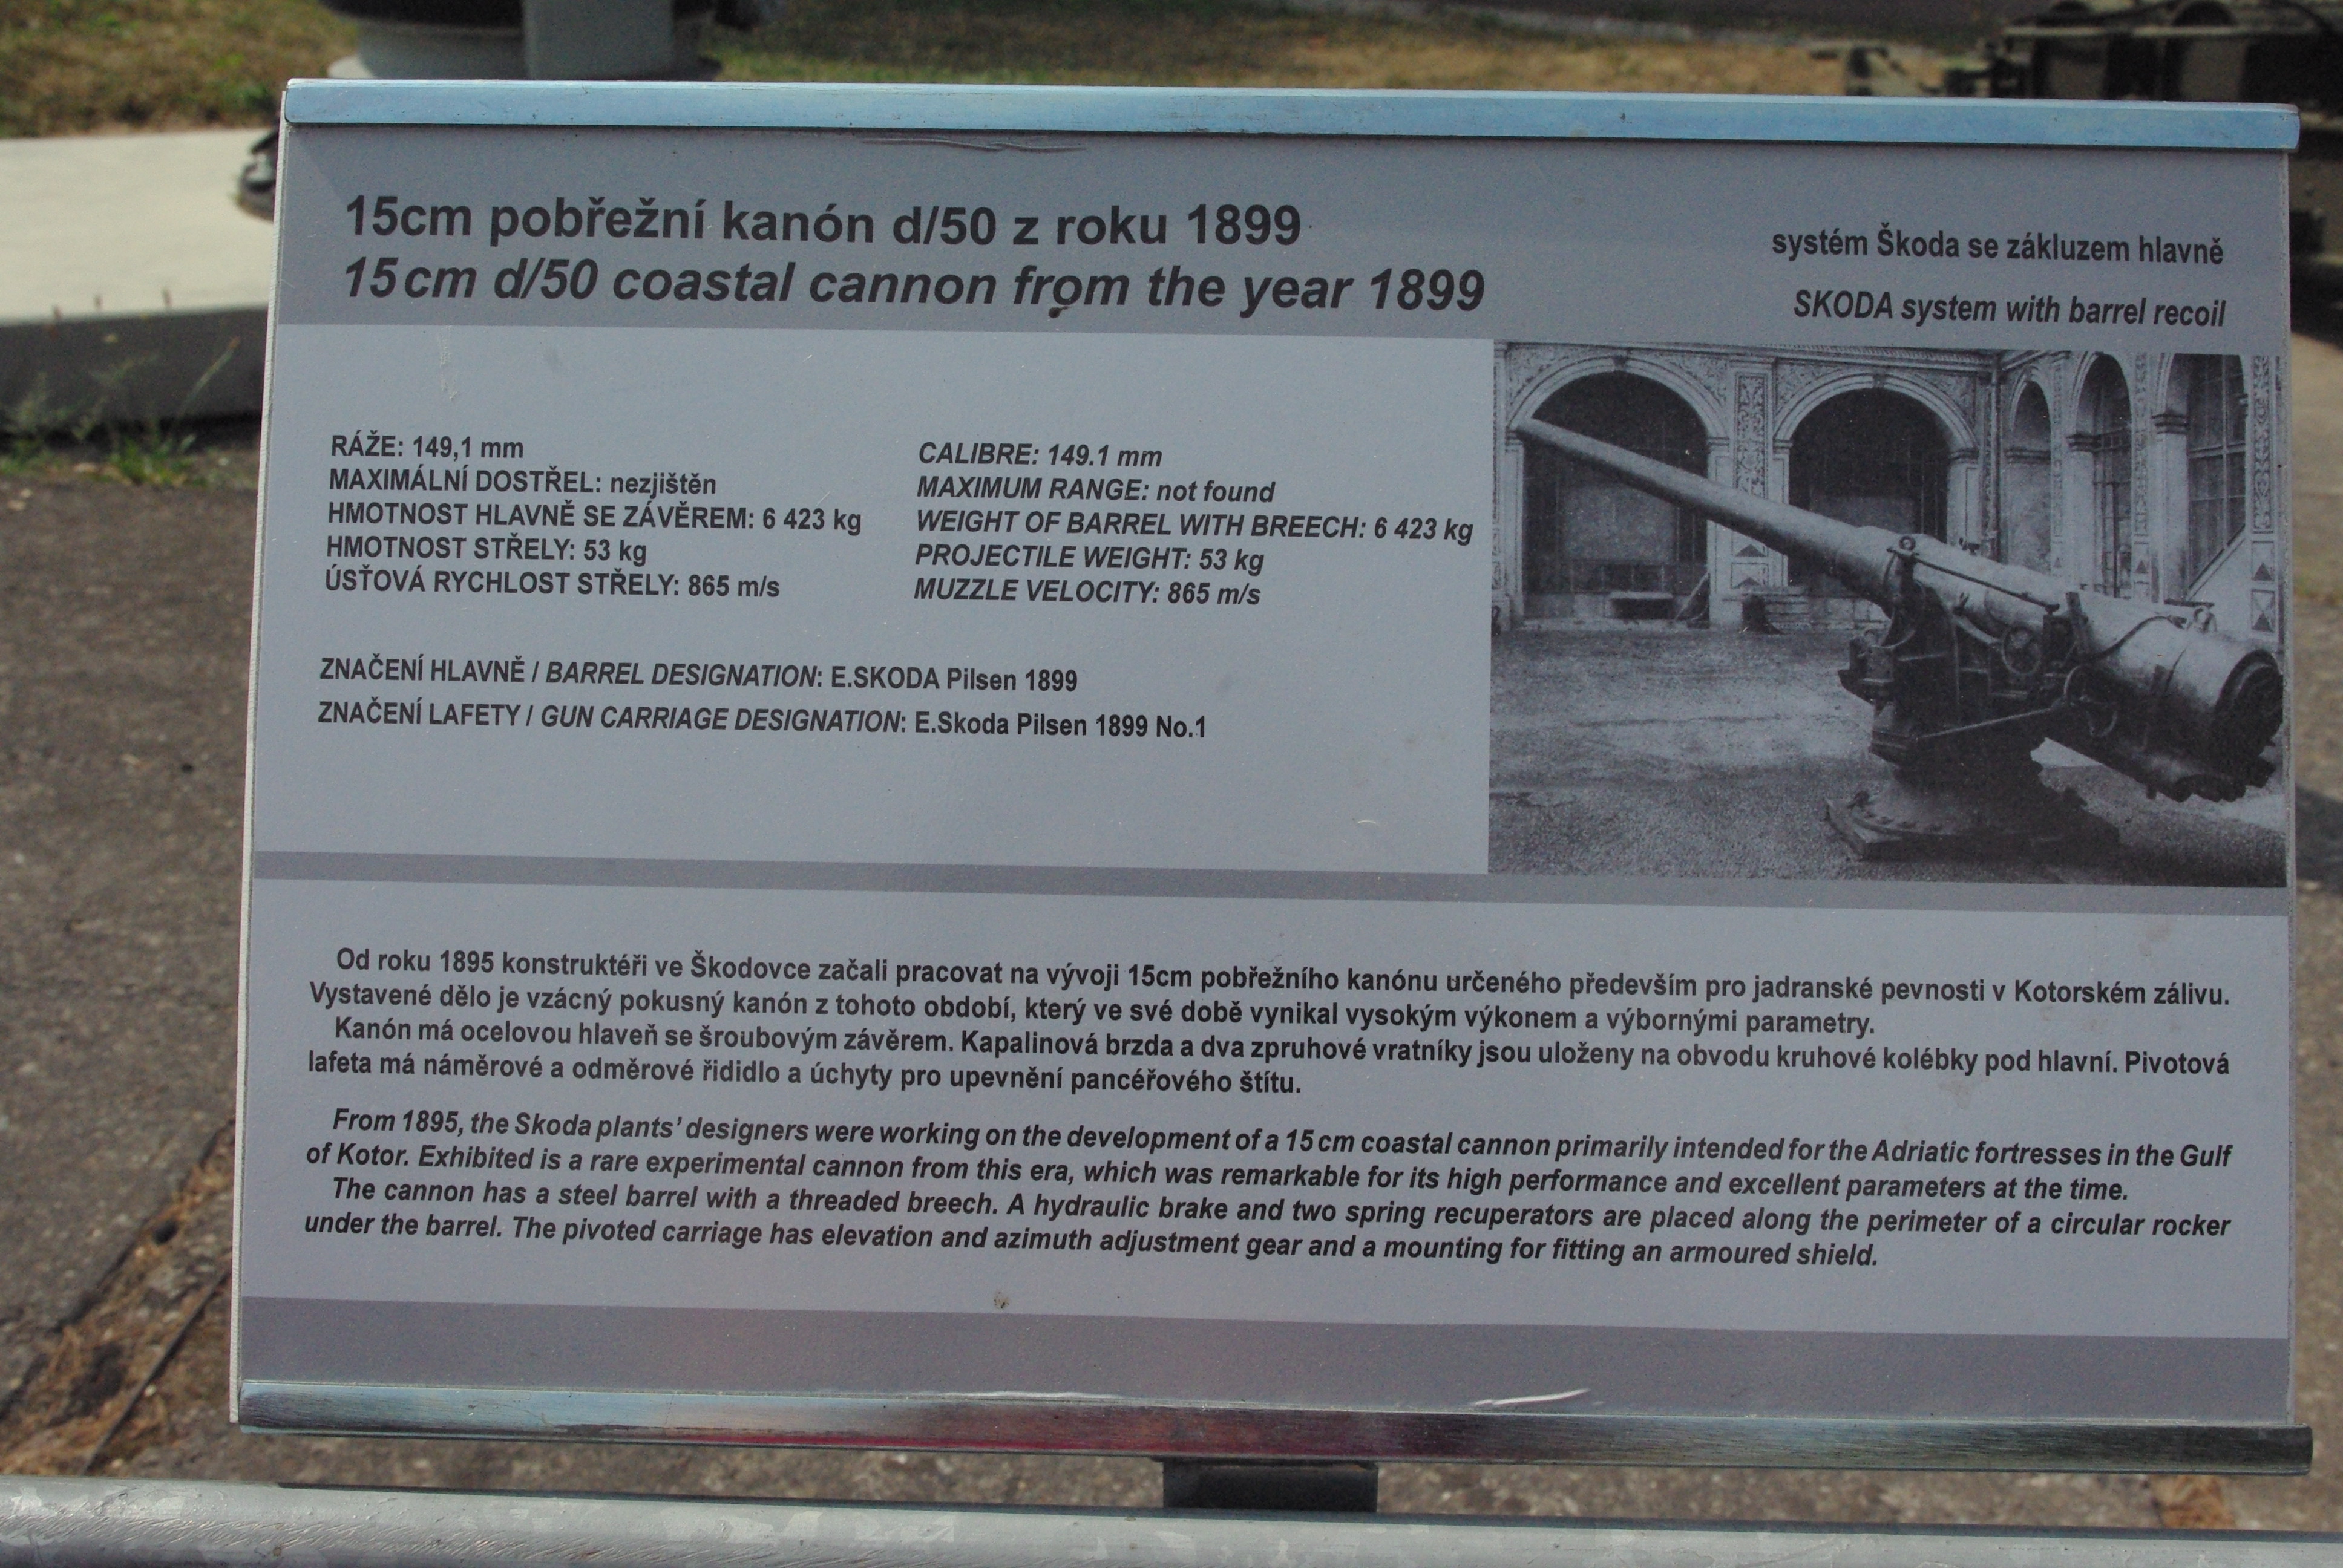 15cm pobřežní kanón d/50 z roku 1899
15cm d/50 coastal cannon from the year 1899
systém Škoda se zákluzem hlavně
SKODA system with barrel recoil
RÁŽE: 149,1 mm
MAXIMÁLNÍ DOSTŘEL: nezjištěn
HMOTNOST HLAVNĚ SE ZÁVĚREM: 6 423 kg
HMOTNOST STŘELY: 53 kg
ÚSŤOVÁ RYCHLOST STŘELY: 865 m/s
CALIBRE: 149.1 mm
MAXIMUM RANGE: not found
WEIGHT OF BARREL WITH BREECH: 6 423 kg
PROJECTILE WEIGHT: 53 kg
MUZZLE VELOCITY: 865 m/s
ZNAČENÍ HLAVNĚ / BARREL DESIGNATION: E.SKODA Pilsen 1899
ZNAČENÍ LAFETY / GUN CARRIAGE DESIGNATION: E.Skoda Pilsen 1899 No.1
Od roku 1895 konstruktéři ve Škodovce začali pracovat na vývoji 15cm pobřežního kanónu určeného především pro jadranské pevnosti v Kotorském zálivu.
Vystavené dělo je vzácný pokusný kanón z tohoto období, který ve své době vynikal vysokým výkonem a výbornými parametry.
Kanón má ocelovou hlaveň se šroubovým závěrem. Kapalinová brzda a dva zpruhové vratníky jsou uloženy na obvodu kruhové kolébky pod hlavní. Pivotová
lafeta má náměrové a odměrové řididlo a úchyty pro upevnění pancéřového štítu.
From 1895, the Skoda plants' designers were working on the development of a 15cm coastal cannon primarily intended for the Adriatic fortresses in the Gulf
of Kotor. Exhibited is a rare experimental cannon from this era, which was remarkable for its high performance and excellent parameters at the time.
The cannon has a steel barrel with a threaded breech. A hydraulic brake and two spring recuperators are placed along the perimeter of a circular rocker
under the barrel. The pivoted carriage has elevation and azimuth adjustment gear and a mounting for fitting an armoured shield.